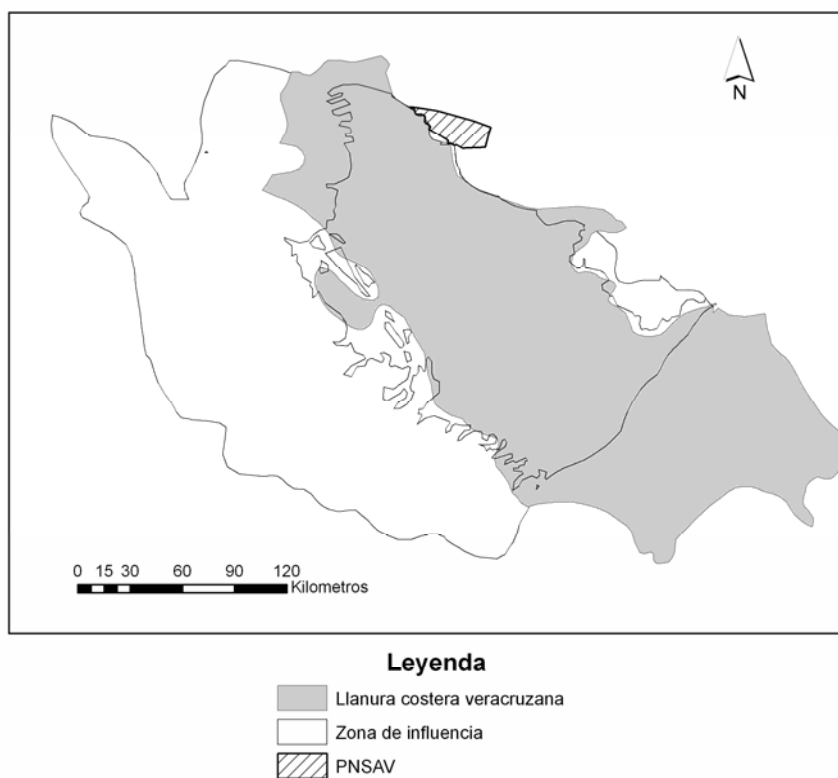 N
0 15 30 60 90 120
Kilometros
Leyenda
Llanura costera veracruzana
Zona de influencia
PNSAV